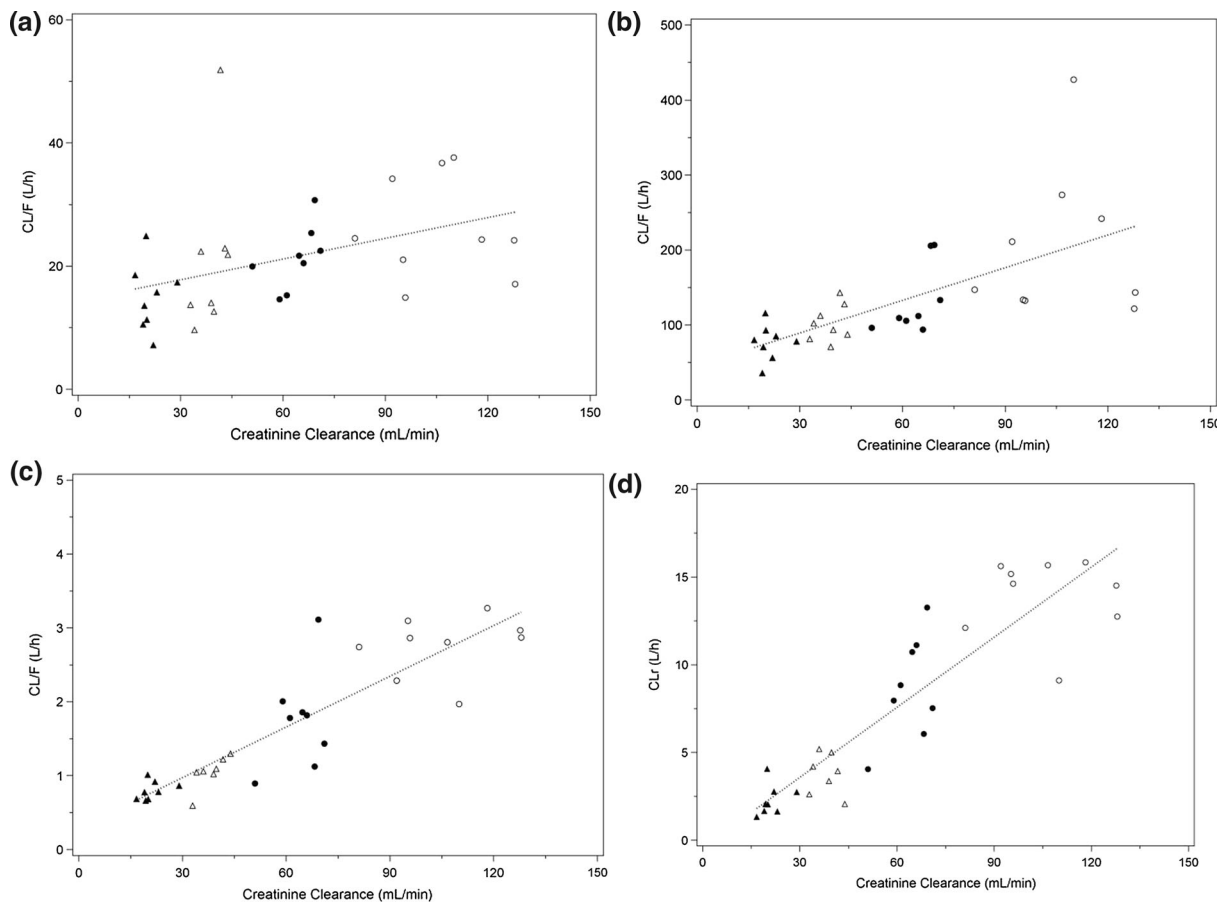 (a)
60
40
20
0
CL/F (L/h)
0 30 60 90 120 150
Creatinine Clearance (mL/min)
(b)
500
400
300
200
100
0
CL/F (L/h)
0 30 60 90 120 150
Creatinine Clearance (mL/min)
(c)
5
4
3
2
1
0
CL/F (L/h)
0 30 60 90 120 150
Creatinine Clearance (mL/min)
(d)
20
15
10
5
0
CLr (L/h)
0 30 60 90 120 150
Creatinine Clearance (mL/min)